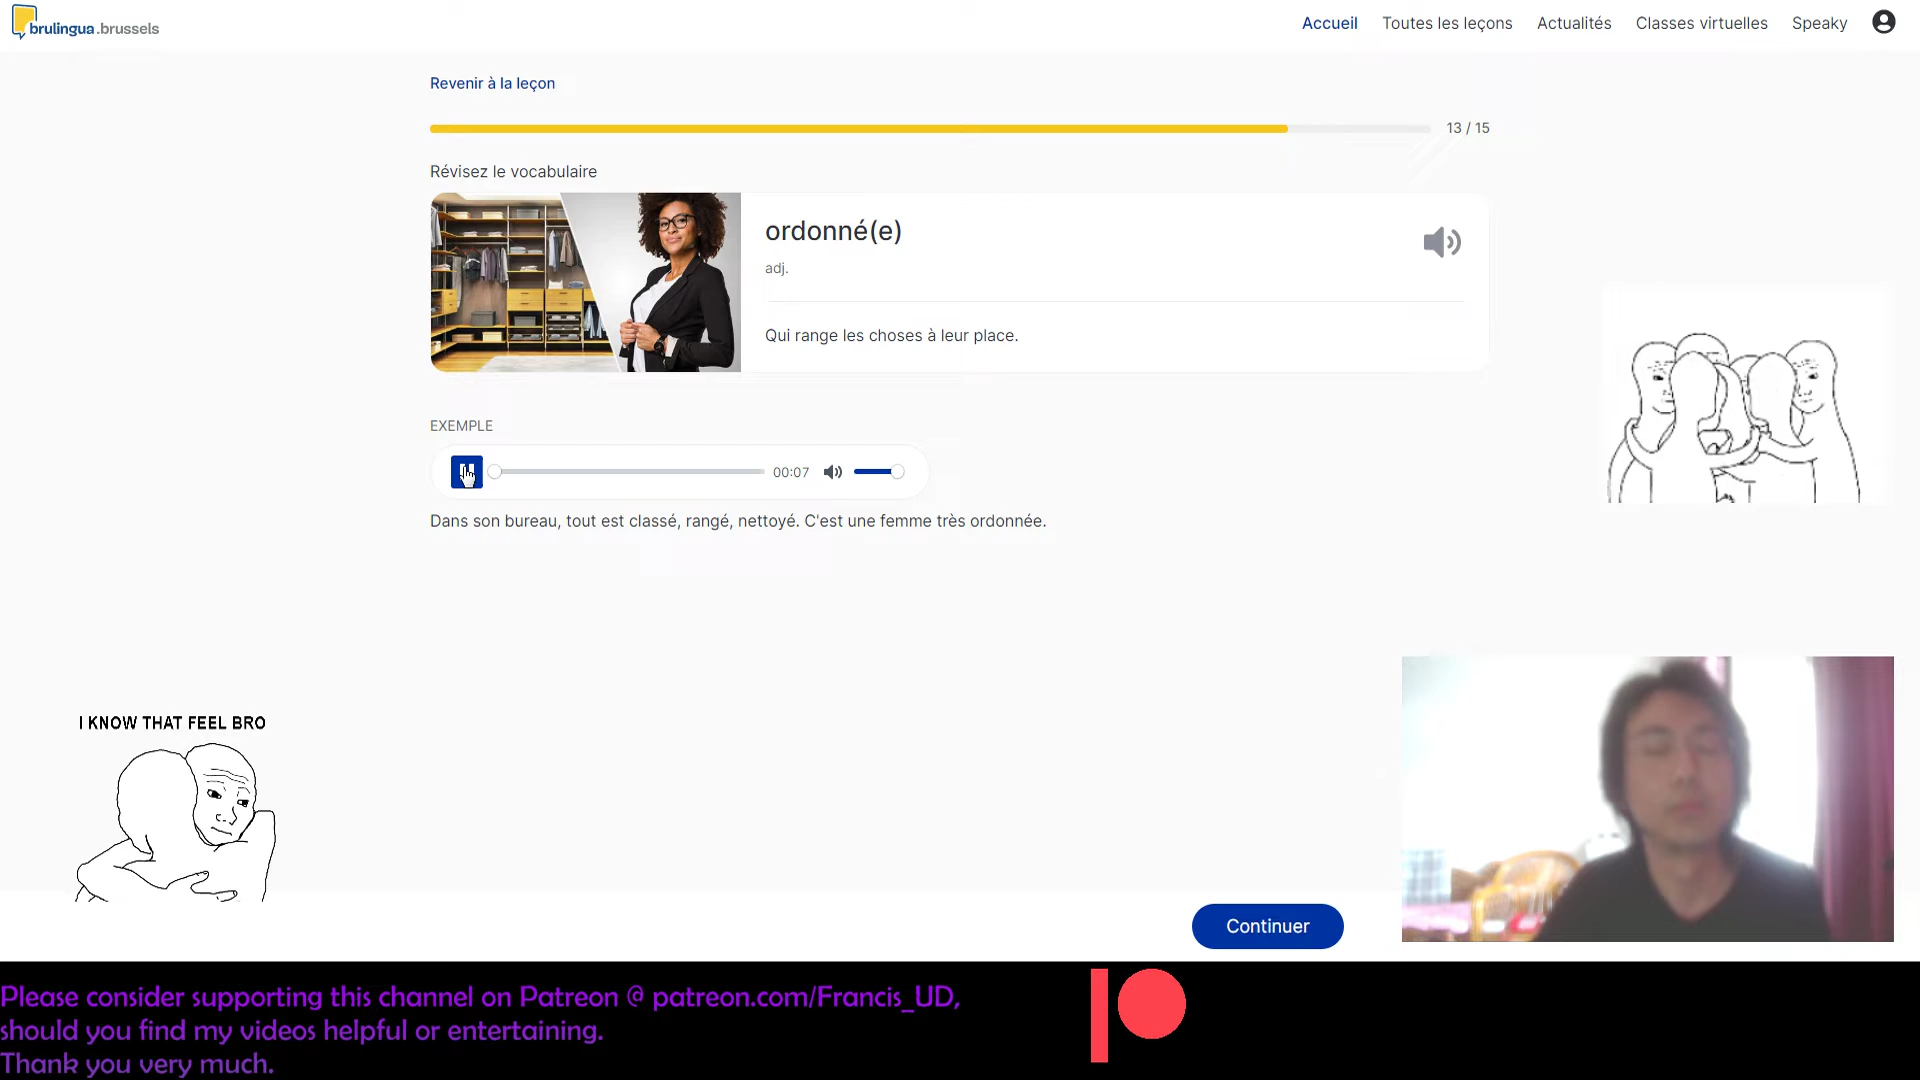 brulingua.brussels
Accueil
Toutes les leçons
Actualités
Classes virtuelles
Speaky
Revenir à la leçon
13 / 15
Révisez le vocabulaire
ordonné(e)
adj.
Qui range les choses à leur place.
EXEMPLE
00:07
Dans son bureau, tout est classé, rangé, nettoyé. C'est une femme très ordonnée.
I KNOW THAT FEEL BRO
Continuer
Please consider supporting this channel on Patreon @ patreon.com/Francis_UD,
should you find my videos helpful or entertaining.
Thank you very much.